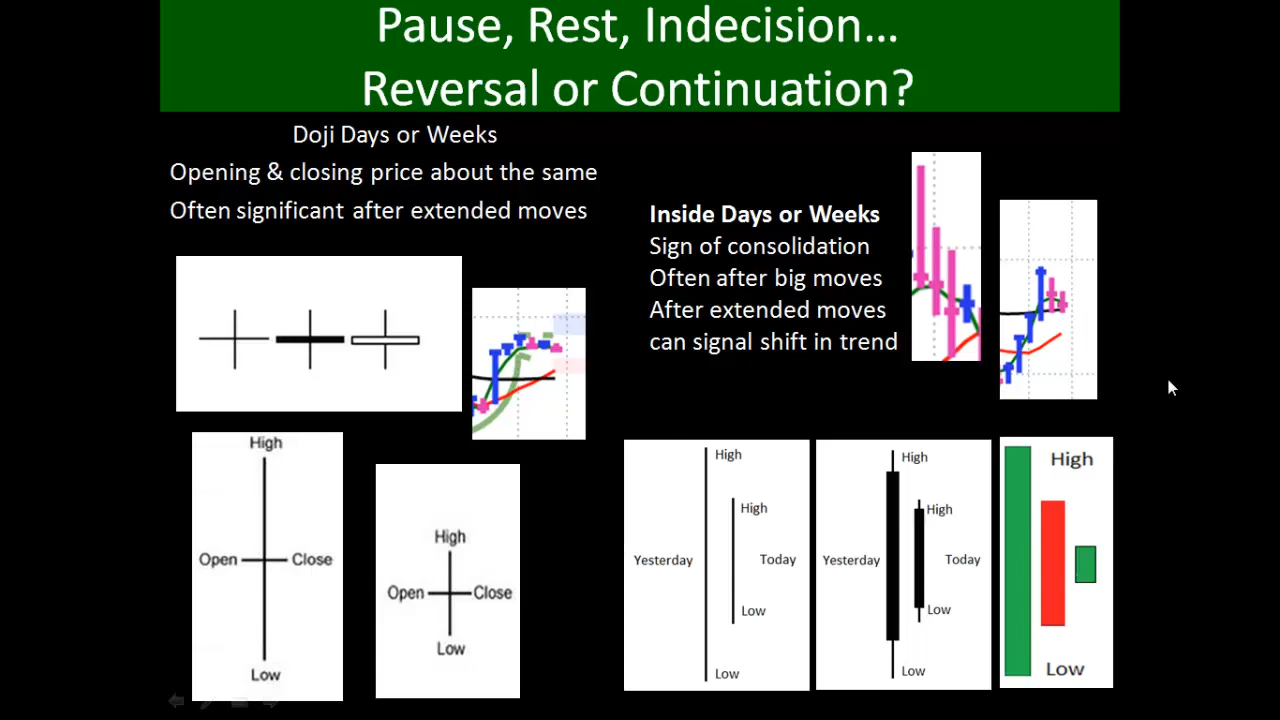 Pause, Rest, Indecision...
Reversal or Continuation?
Doji Days or Weeks
Opening & closing price about the same
Often significant after extended moves
Inside Days or Weeks
Sign of consolidation
Often after big moves
After extended moves
can signal shift in trend
High
Open
Close
Low
High
Open
Close
Low
High
High
Yesterday
Today
Low
Low
High
High
Yesterday
Today
Low
Low
High
Low